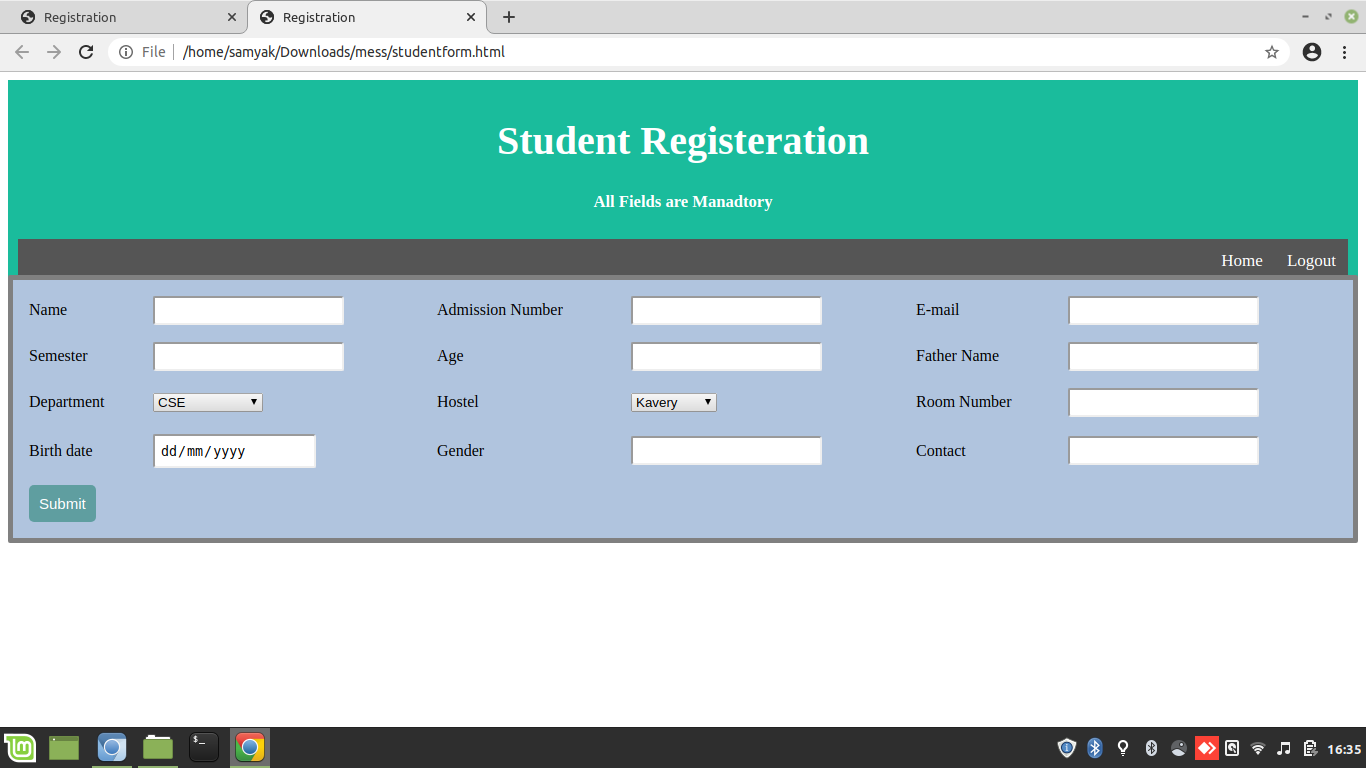 Registration
Registration
File /home/samyak/Downloads/mess/studentform.html
Student Registeration
All Fields are Manadtory
Home Logout
Name Admission Number E-mail
Semester Age Father Name
Department CSE Hostel Kavery Room Number
Birth date dd/mm/yyyy Gender Contact
Submit
$_
16:35